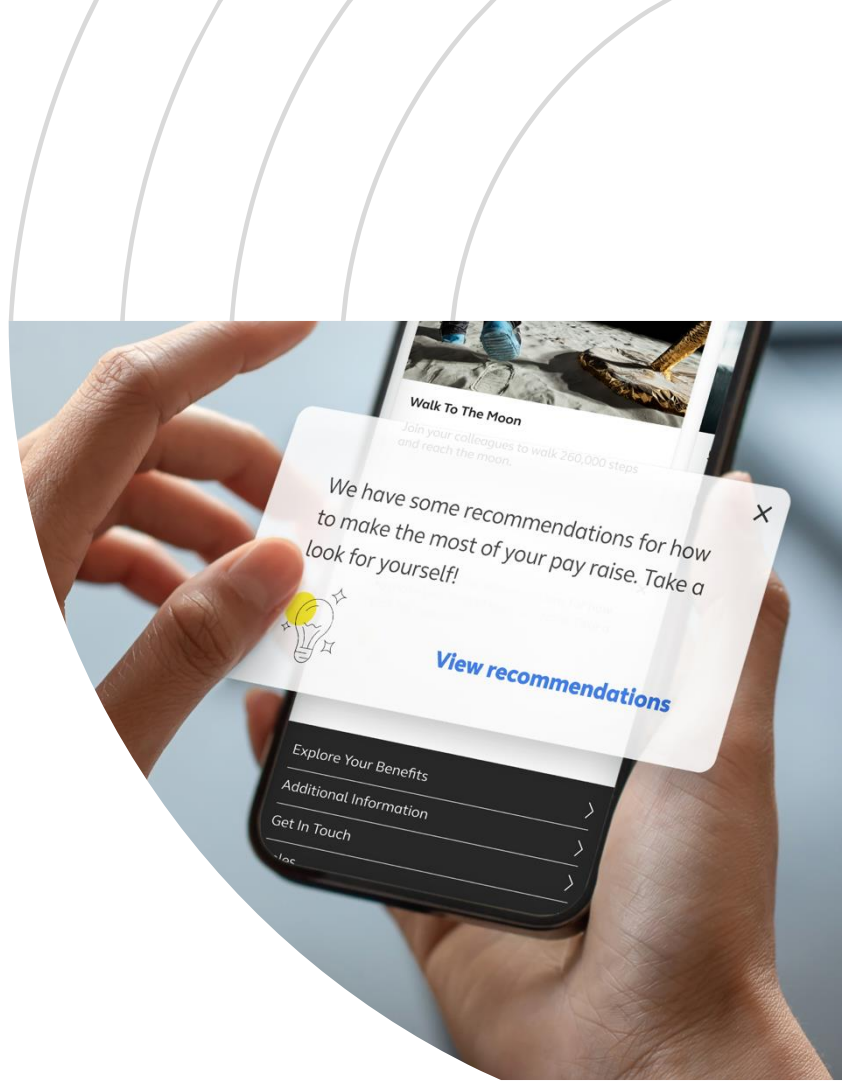 Walk To The Moon
Join your colleagues to walk 260,000 steps
and reach the moon.
We have some recommendations for how
to make the most of your pay raise. Take a
look for yourself!
View recommendations
Explore Your Benefits
Additional Information
Get In Touch